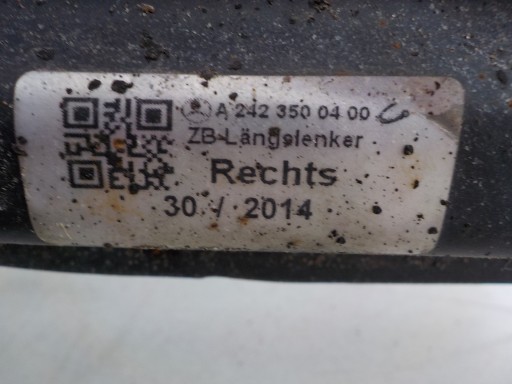 A 242 350 04 00
ZB-Längslenker
Rechts
30 / 2014